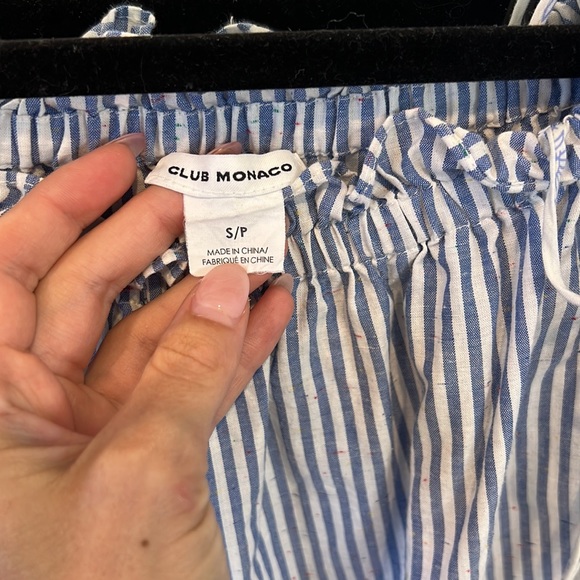 CLUB MONACO
S/P
MADE IN CHINA/
FABRIQUÉ EN CHINE